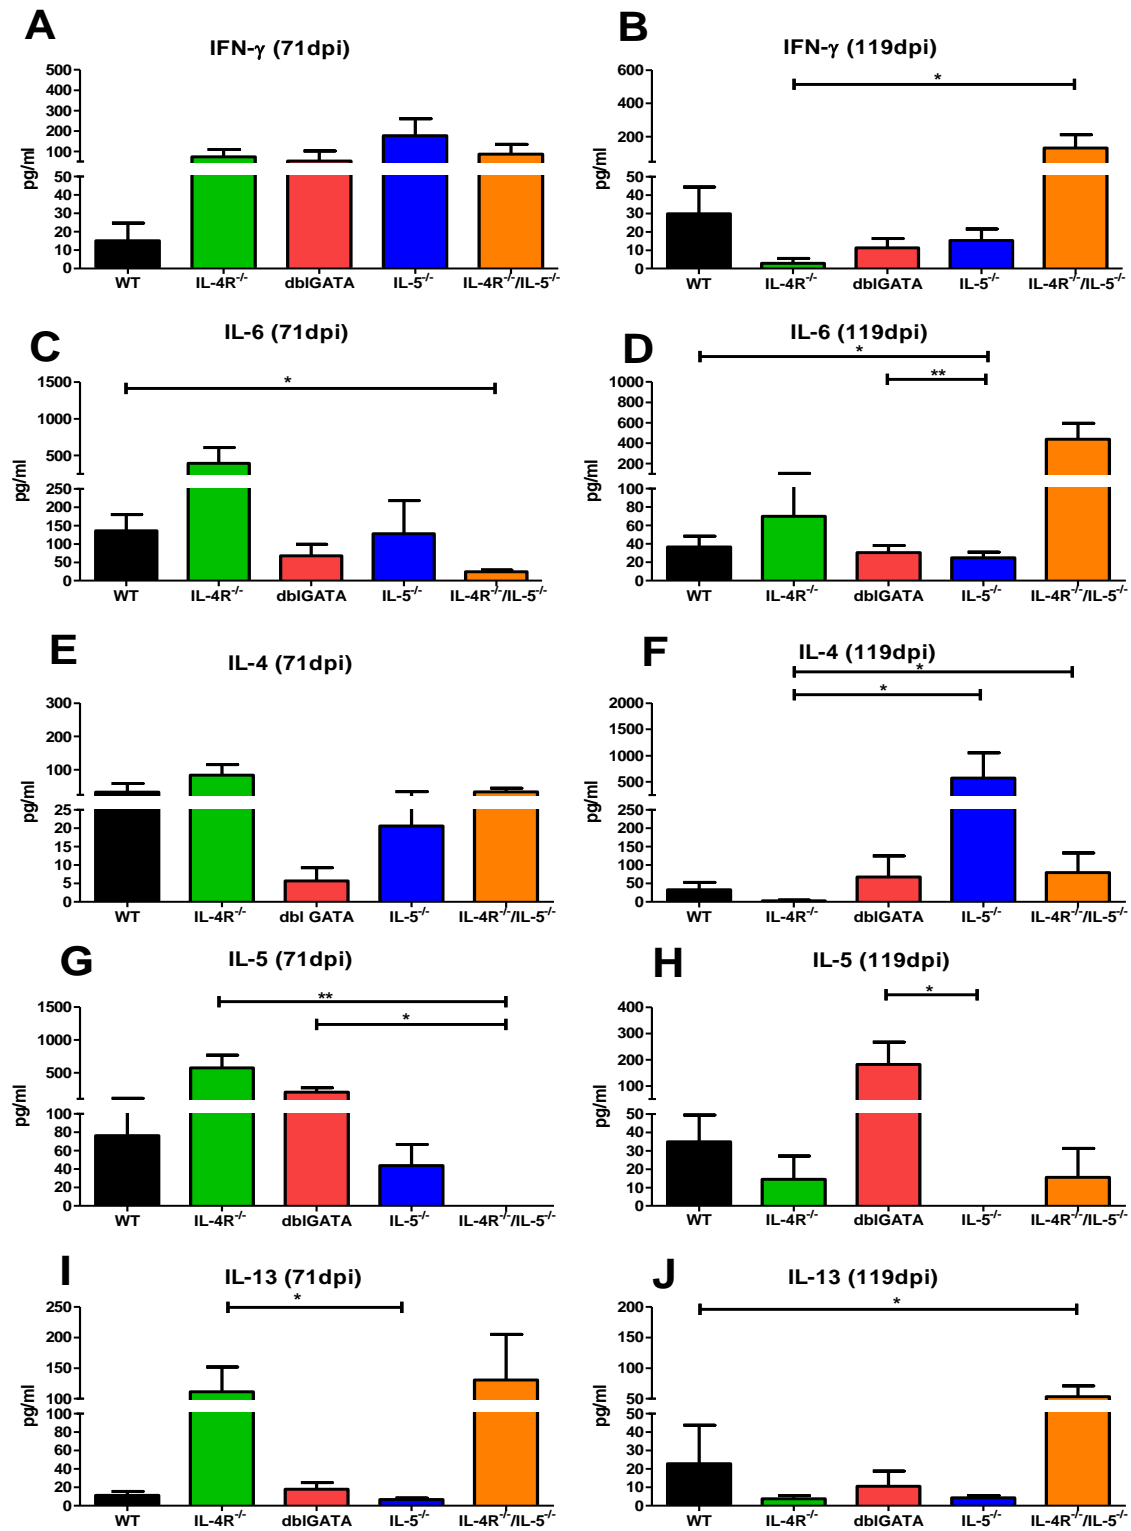 A
IFN-γ (71dpi)
pg/ml
500
400
300
200
100
50
40
30
20
10
0
WT
IL-4R-/-
dblGATA
IL-5-/-
IL-4R-/-/IL-5-/-
B
IFN-γ (119dpi)
*
pg/ml
600
400
200
50
40
30
20
10
0
WT
IL-4R-/-
dblGATA
IL-5-/-
IL-4R-/-/IL-5-/-
C
IL-6 (71dpi)
*
pg/ml
1500
1000
500
250
200
150
100
50
0
WT
IL-4R-/-
dblGATA
IL-5-/-
IL-4R-/-/IL-5-/-
D
IL-6 (119dpi)
*
**
pg/ml
1000
800
600
400
200
100
80
60
40
20
0
WT
IL-4R-/-
dblGATA
IL-5-/-
IL-4R-/-/IL-5-/-
E
IL-4 (71dpi)
pg/ml
300
200
100
25
20
15
10
5
0
WT
IL-4R-/-
dbl GATA
IL-5-/-
IL-4R-/-/IL-5-/-
F
IL-4 (119dpi)
*
*
pg/ml
2000
1500
1000
500
250
200
150
100
50
0
WT
IL-4R-/-
dblGATA
IL-5-/-
IL-4R-/-/IL-5-/-
G
IL-5 (71dpi)
**
*
pg/ml
1500
1000
500
100
80
60
40
20
0
WT
IL-4R-/-
dblGATA
IL-5-/-
IL-4R-/-/IL-5-/-
H
IL-5 (119dpi)
*
pg/ml
400
300
200
100
50
40
30
20
10
0
WT
IL-4R-/-
dblGATA
IL-5-/-
IL-4R-/-/IL-5-/-
I
IL-13 (71dpi)
*
pg/ml
250
200
150
100
100
80
60
40
20
0
WT
IL-4R-/-
dblGATA
IL-5-/-
IL-4R-/-/IL-5-/-
J
IL-13 (119dpi)
*
pg/ml
200
150
100
50
50
40
30
20
10
0
WT
IL-4R-/-
dblGATA
IL-5-/-
IL-4R-/-/IL-5-/-